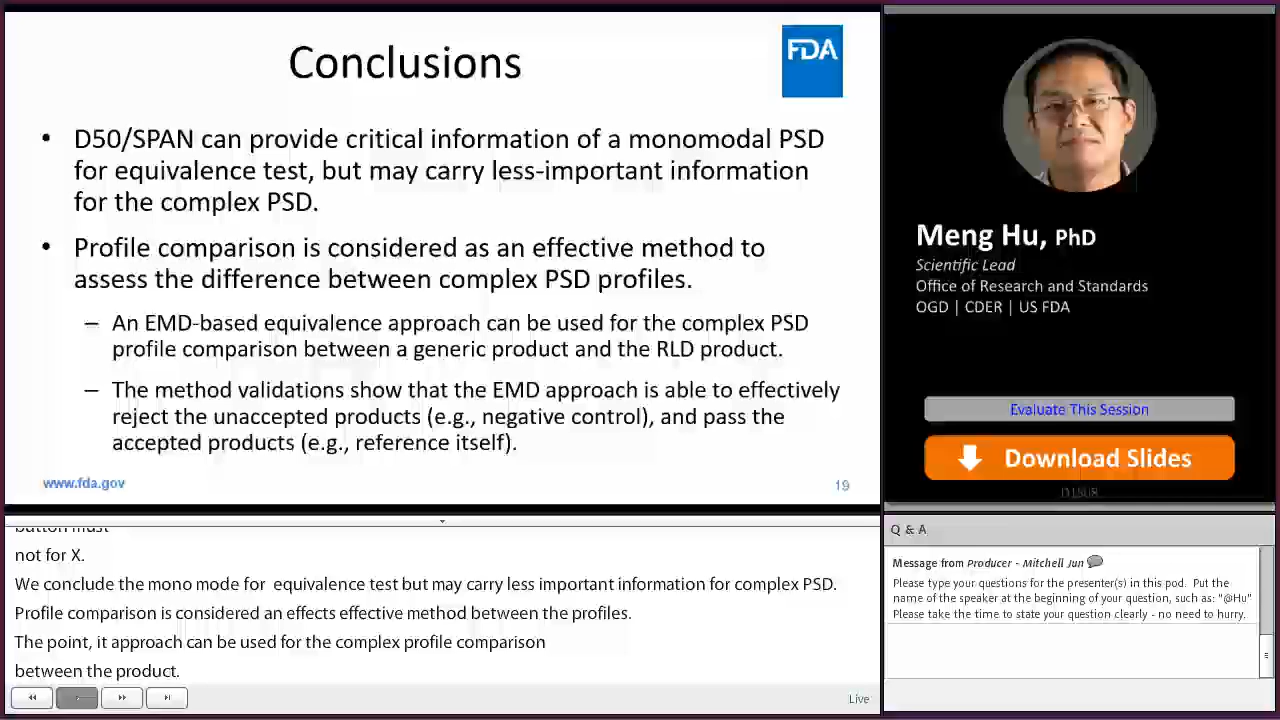 Conclusions
FDA
• D50/SPAN can provide critical information of a monomodal PSD
for equivalence test, but may carry less-important information
for the complex PSD.
• Profile comparison is considered as an effective method to
assess the difference between complex PSD profiles.
– An EMD-based equivalence approach can be used for the complex PSD
profile comparison between a generic product and the RLD product.
– The method validations show that the EMD approach is able to effectively
reject the unaccepted products (e.g., negative control), and pass the
accepted products (e.g., reference itself).
www.fda.gov
19
Meng Hu, PhD
Scientific Lead
Office of Research and Standards
OGD | CDER | US FDA
Evaluate This Session
Download Slides
button must
not for X.
We conclude the mono mode for equivalence test but may carry less important information for complex PSD.
Profile comparison is considered an effects effective method between the profiles.
The point, it approach can be used for the complex profile comparison
between the product.
Live
Q & A
Message from Producer - Mitchell Jun
Please type your questions for the presenter(s) in this pod. Put the
name of the speaker at the beginning of your question, such as: "@Hu"
Please take the time to state your question clearly - no need to hurry.